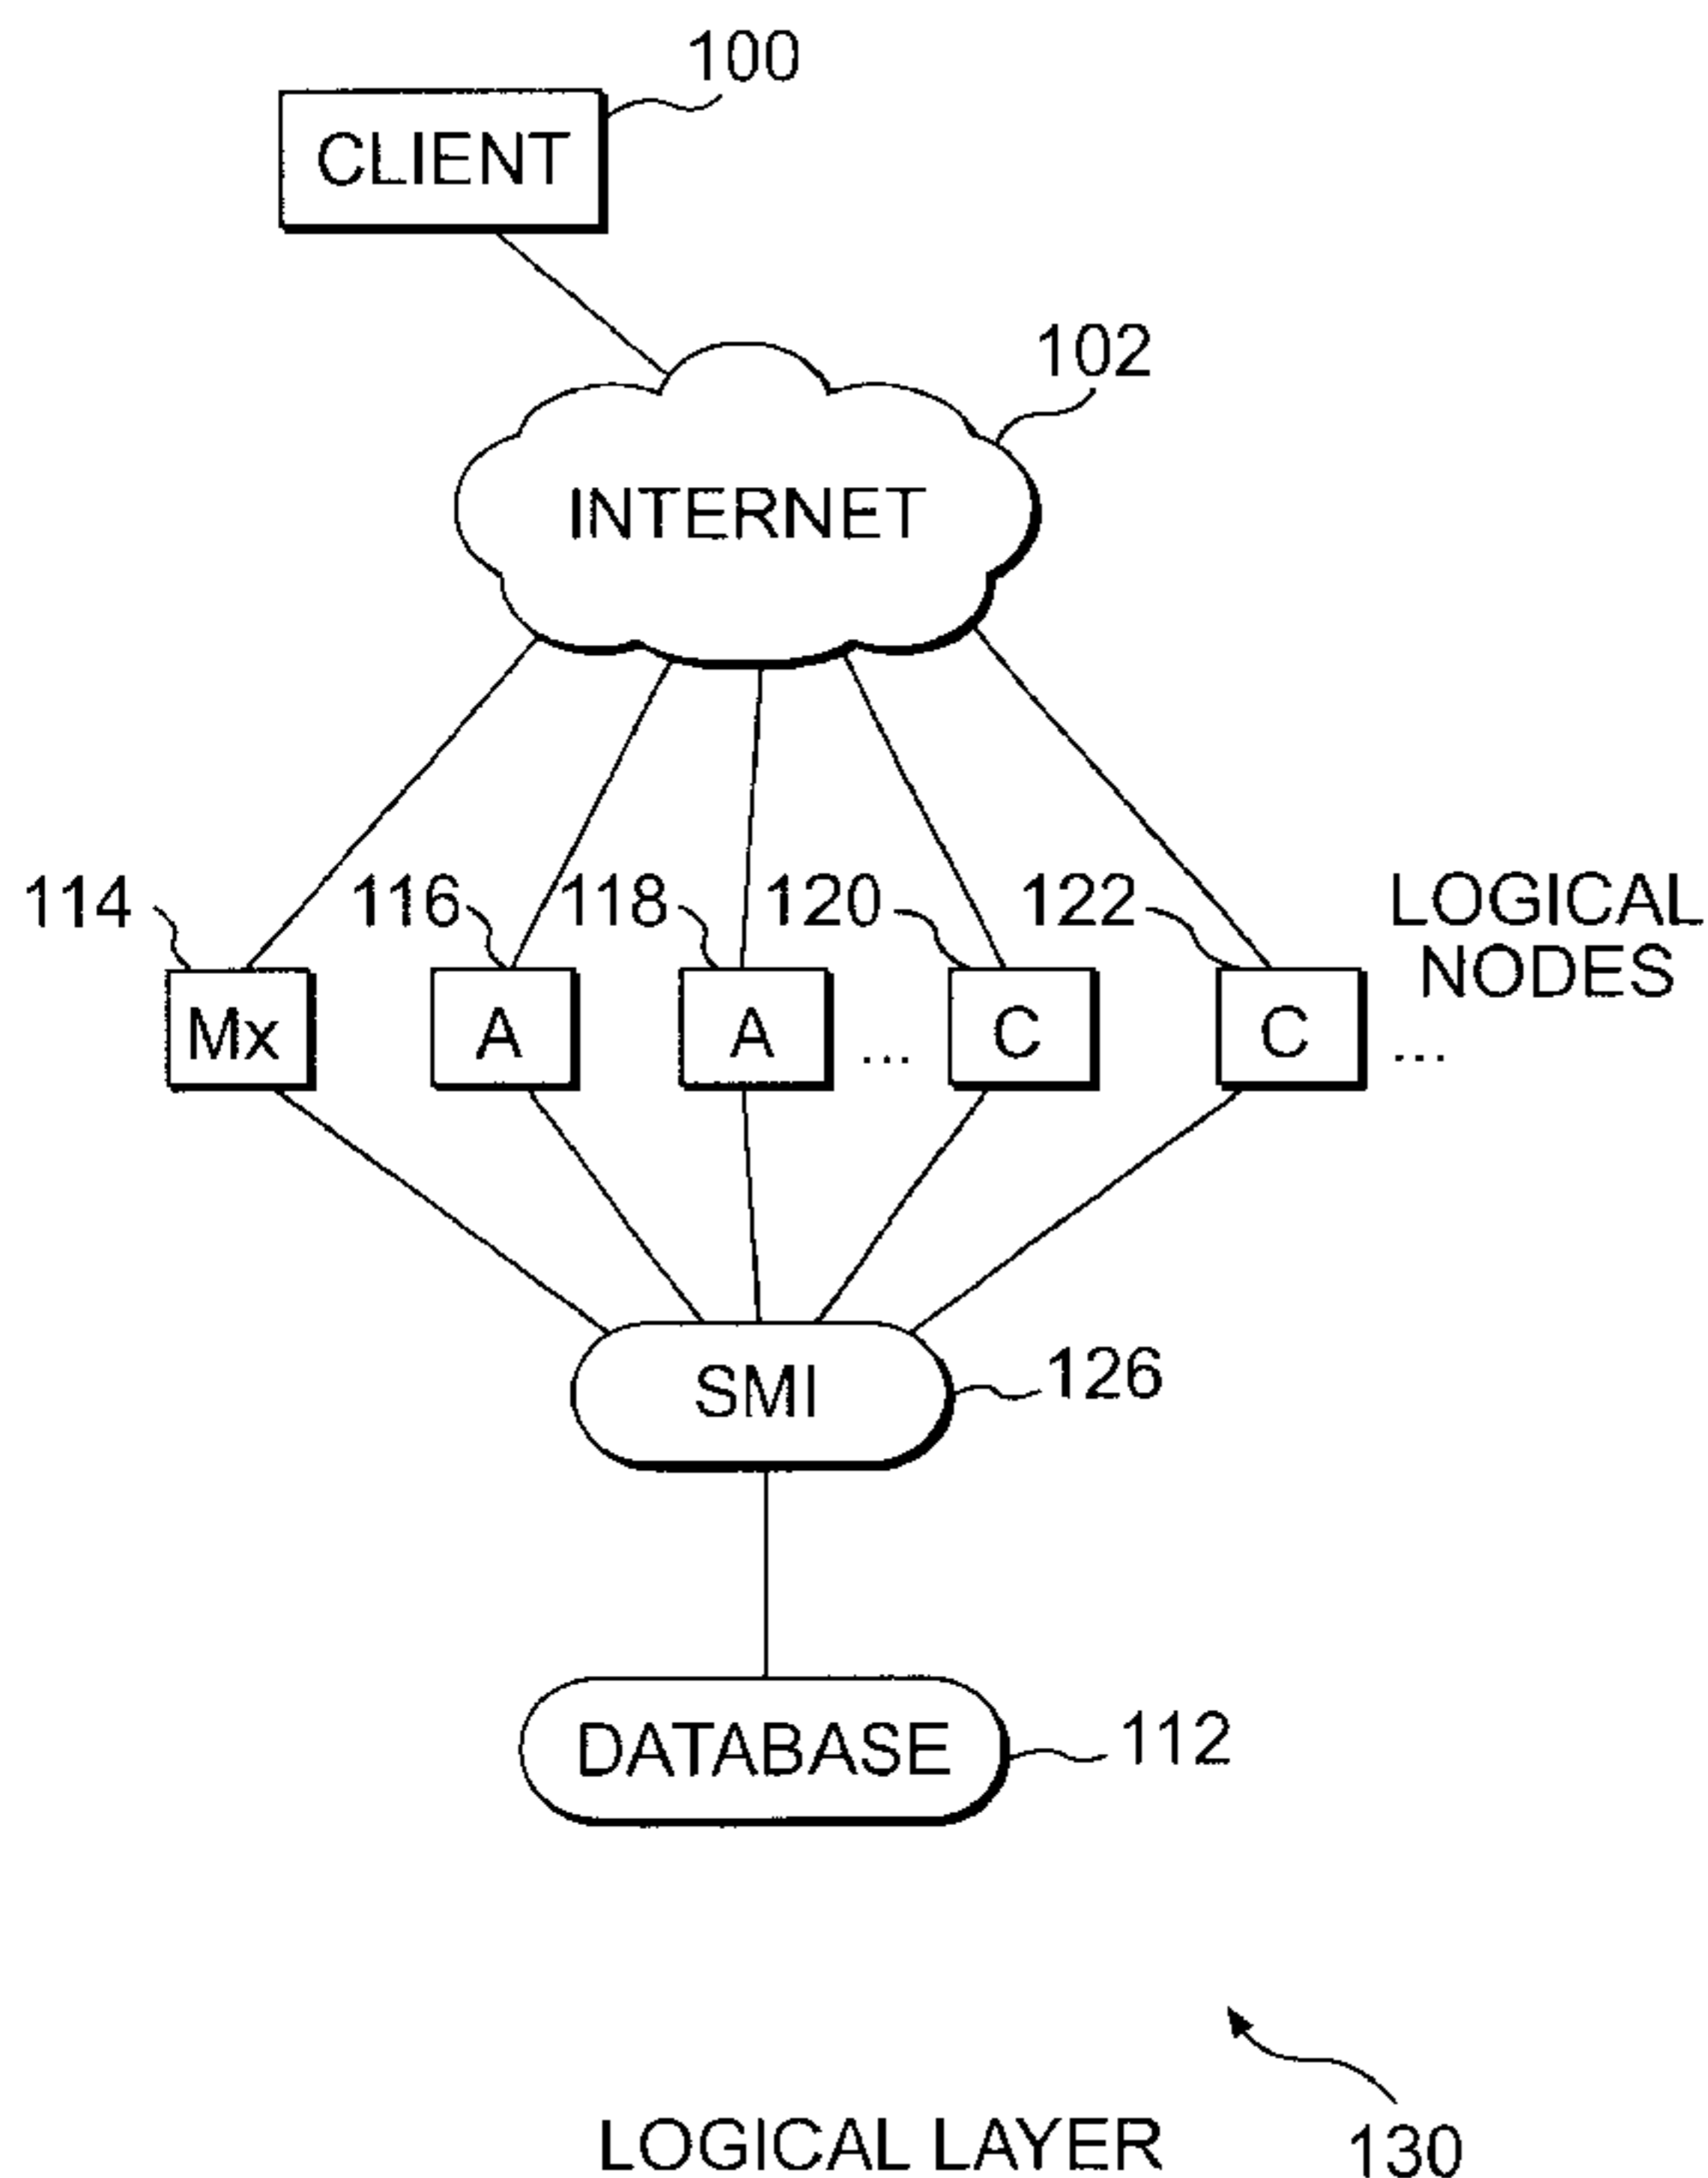 100
CLIENT
102
INTERNET
114 116 118 120 122 LOGICAL
NODES
Mx A A ... C C ...
SMI 126
DATABASE 112
LOGICAL LAYER 130